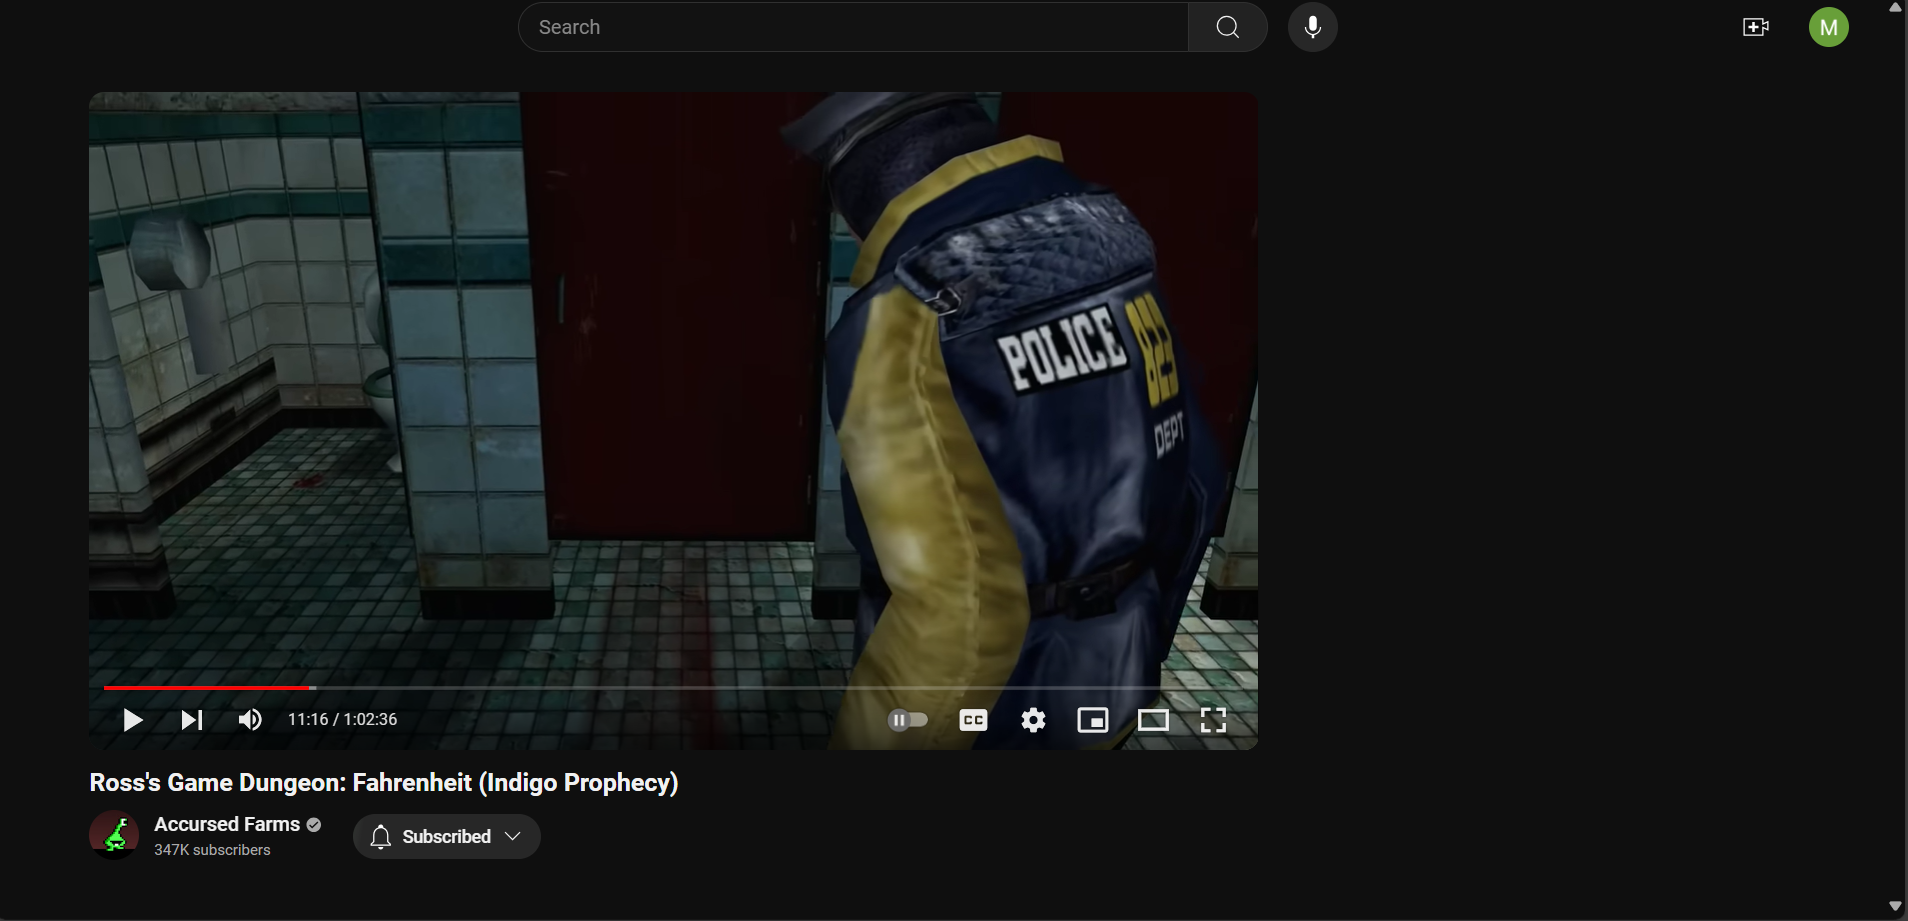 Search
M
POLICE
DEPT
11:16 / 1:02:36
CC
Ross's Game Dungeon: Fahrenheit (Indigo Prophecy)
Accursed Farms
347K subscribers
Subscribed